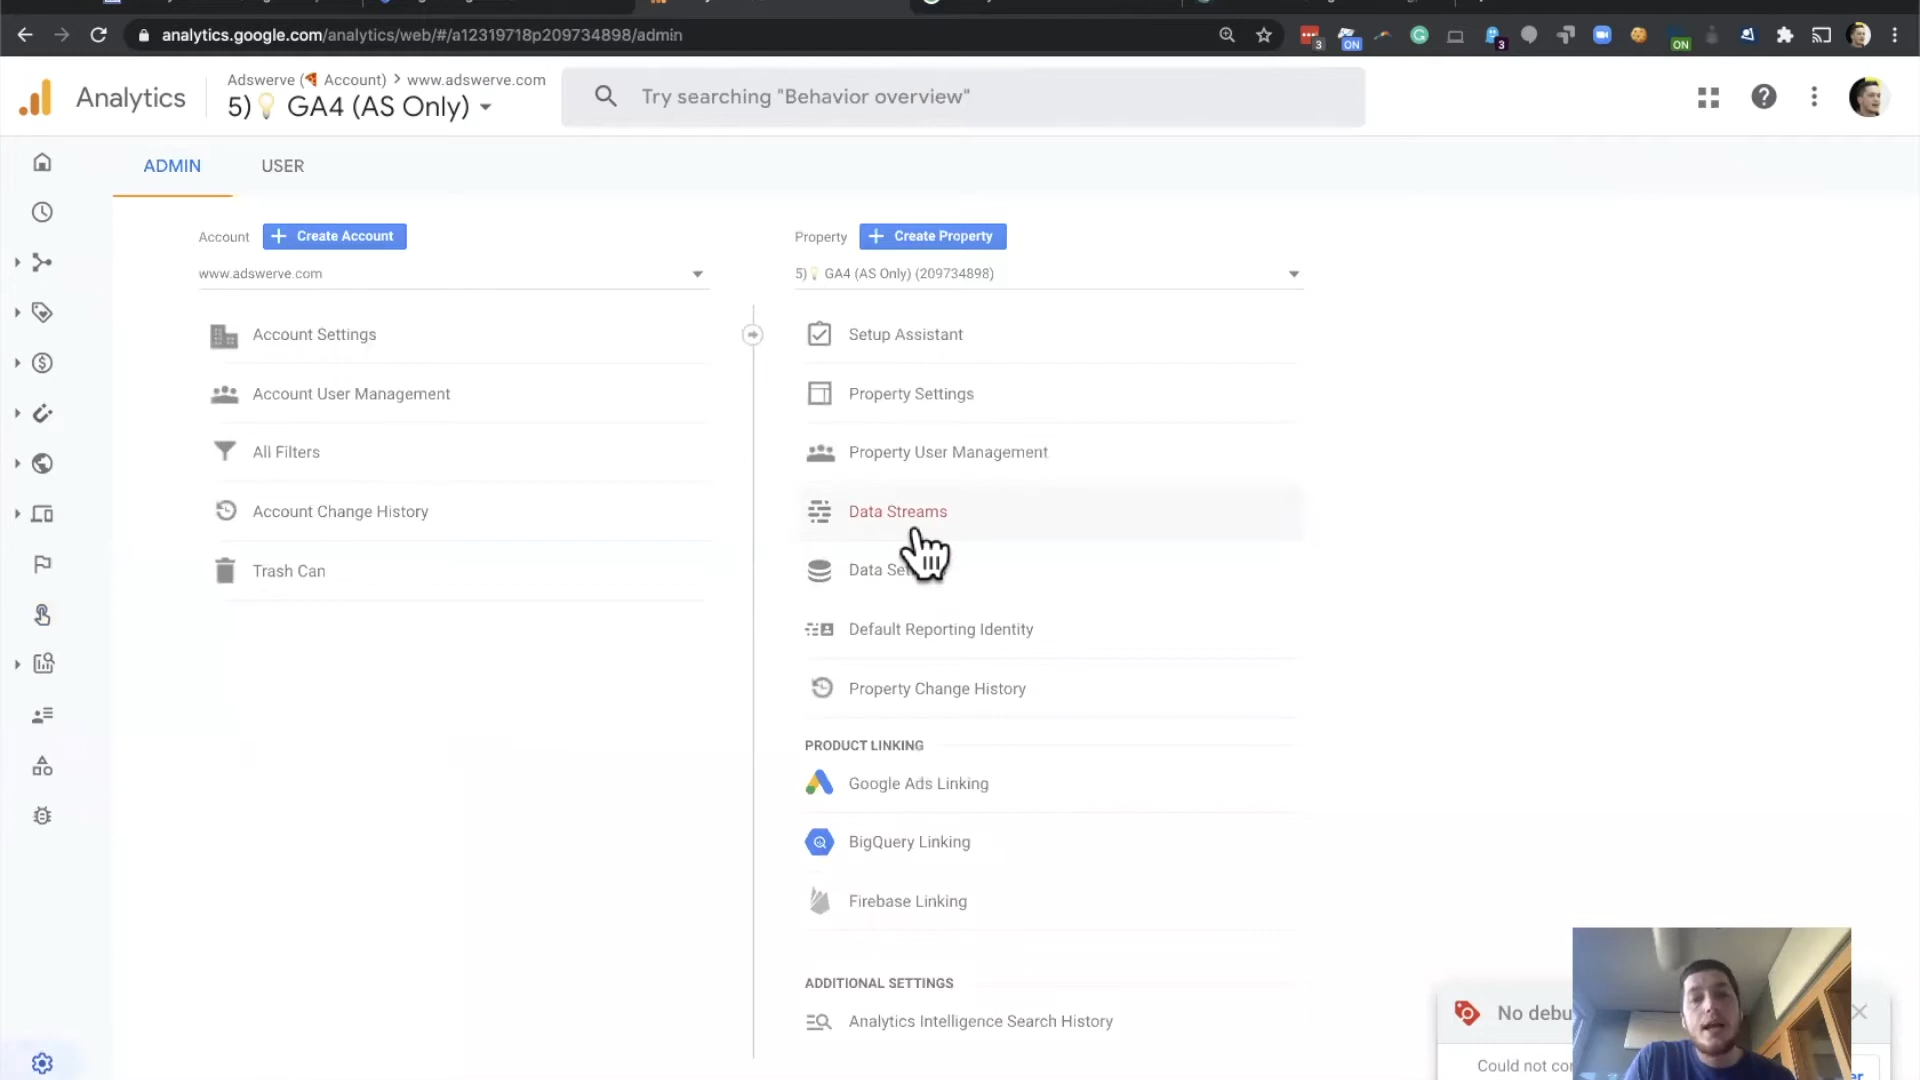 analytics.google.com/analytics/web/#/a12319718p209734898/admin
3
ON
3
ON
Analytics
Adswerve (🍕 Account) > www.adswerve.com
5)💡 GA4 (AS Only)
Try searching "Behavior overview"
ADMIN
USER
Account
+ Create Account
www.adswerve.com
Account Settings
Account User Management
All Filters
Account Change History
Trash Can
Property
+ Create Property
5)💡 GA4 (AS Only) (209734898)
Setup Assistant
Property Settings
Property User Management
Data Streams
Data
Default Reporting Identity
Property Change History
PRODUCT LINKING
Google Ads Linking
BigQuery Linking
Firebase Linking
ADDITIONAL SETTINGS
Analytics Intelligence Search History
No debu
Could not